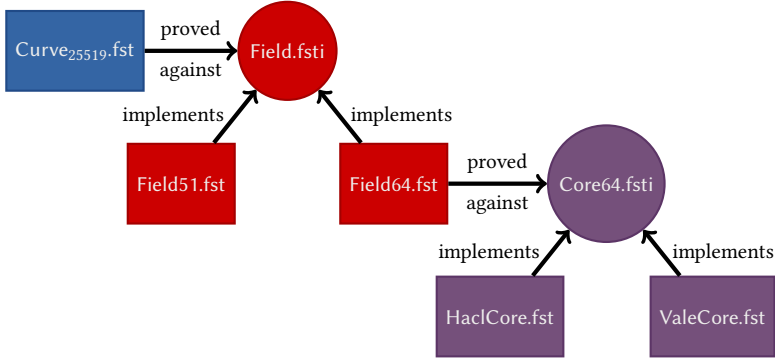 Curve₂₅₅₁₉.fst
proved
against
Field.fsti
implements
implements
Field51.fst
Field64.fst
proved
against
Core64.fsti
implements
implements
HaclCore.fst
ValeCore.fst